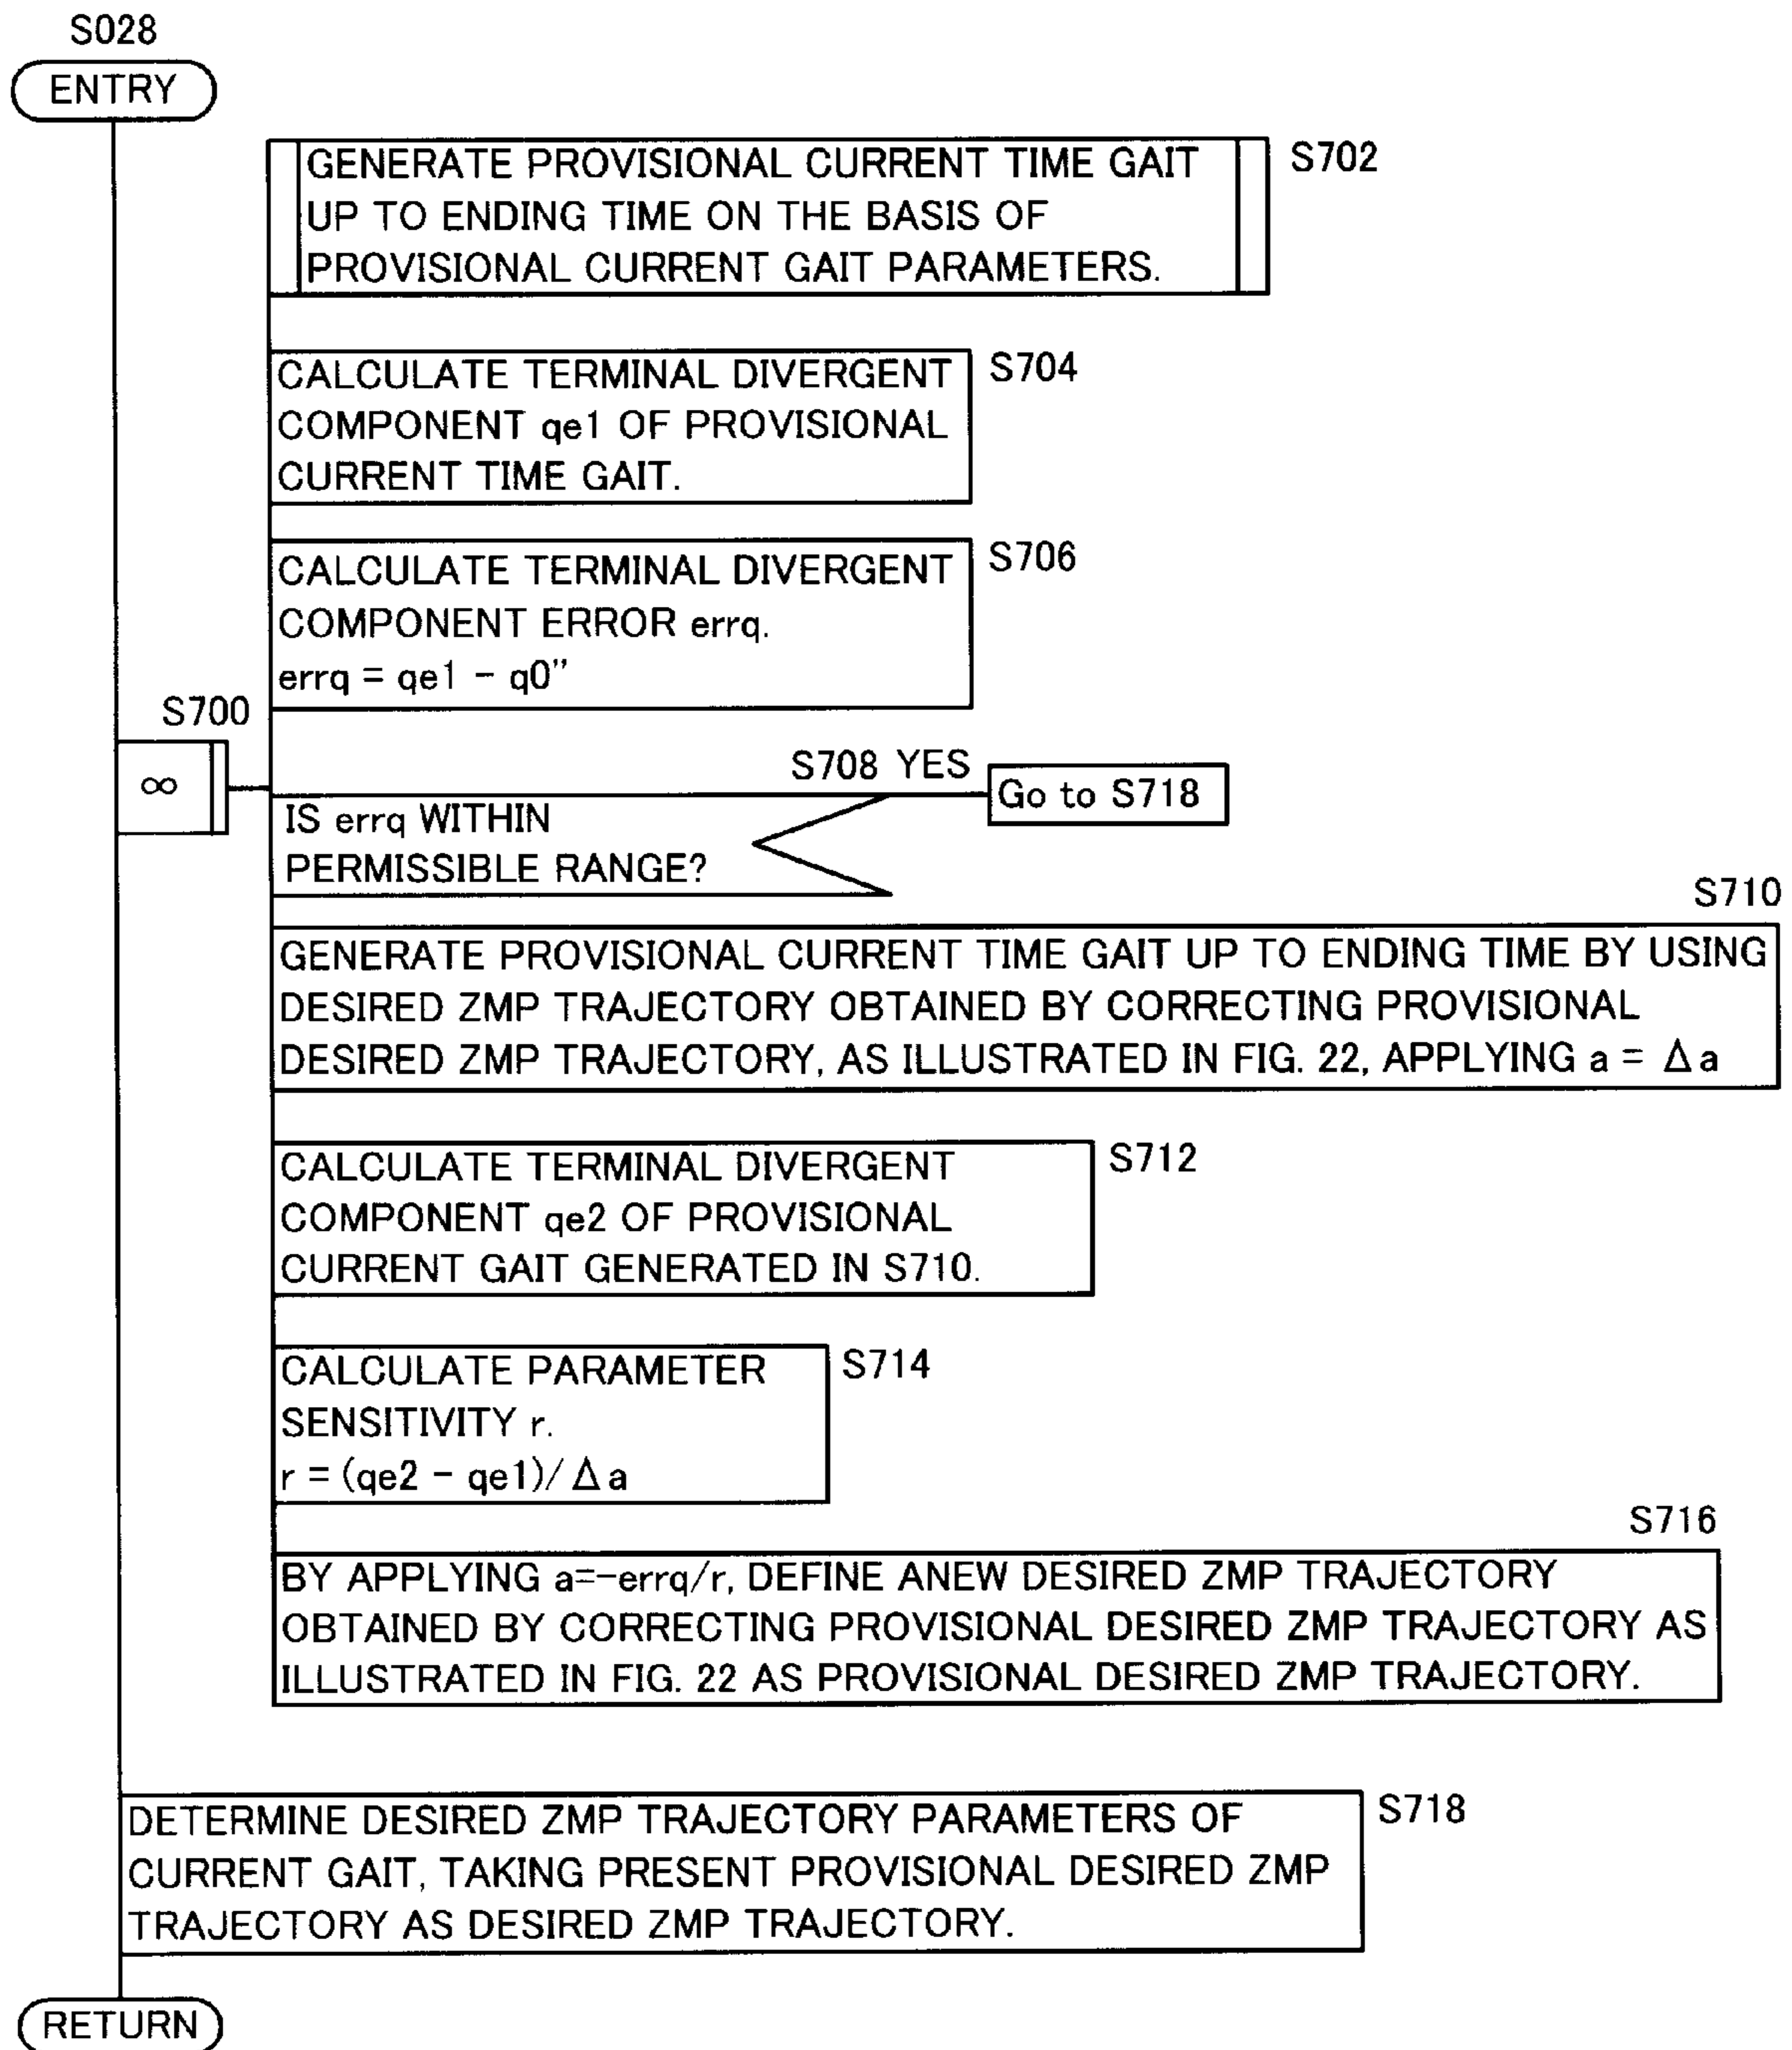 S028
ENTRY
GENERATE PROVISIONAL CURRENT TIME GAIT
UP TO ENDING TIME ON THE BASIS OF
PROVISIONAL CURRENT GAIT PARAMETERS.
S702
CALCULATE TERMINAL DIVERGENT
COMPONENT qe1 OF PROVISIONAL
CURRENT TIME GAIT.
S704
CALCULATE TERMINAL DIVERGENT
COMPONENT ERROR errq.
errq = qe1 - q0”
S706
S700
∞
S708 YES
Go to S718
IS errq WITHIN
PERMISSIBLE RANGE?
S710
GENERATE PROVISIONAL CURRENT TIME GAIT UP TO ENDING TIME BY USING
DESIRED ZMP TRAJECTORY OBTAINED BY CORRECTING PROVISIONAL
DESIRED ZMP TRAJECTORY, AS ILLUSTRATED IN FIG. 22, APPLYING a = Δa
CALCULATE TERMINAL DIVERGENT
COMPONENT qe2 OF PROVISIONAL
CURRENT GAIT GENERATED IN S710.
S712
CALCULATE PARAMETER
SENSITIVITY r.
r = (qe2 - qe1)/Δa
S714
S716
BY APPLYING a=-errq/r, DEFINE ANEW DESIRED ZMP TRAJECTORY
OBTAINED BY CORRECTING PROVISIONAL DESIRED ZMP TRAJECTORY AS
ILLUSTRATED IN FIG. 22 AS PROVISIONAL DESIRED ZMP TRAJECTORY.
DETERMINE DESIRED ZMP TRAJECTORY PARAMETERS OF
CURRENT GAIT, TAKING PRESENT PROVISIONAL DESIRED ZMP
TRAJECTORY AS DESIRED ZMP TRAJECTORY.
S718
RETURN